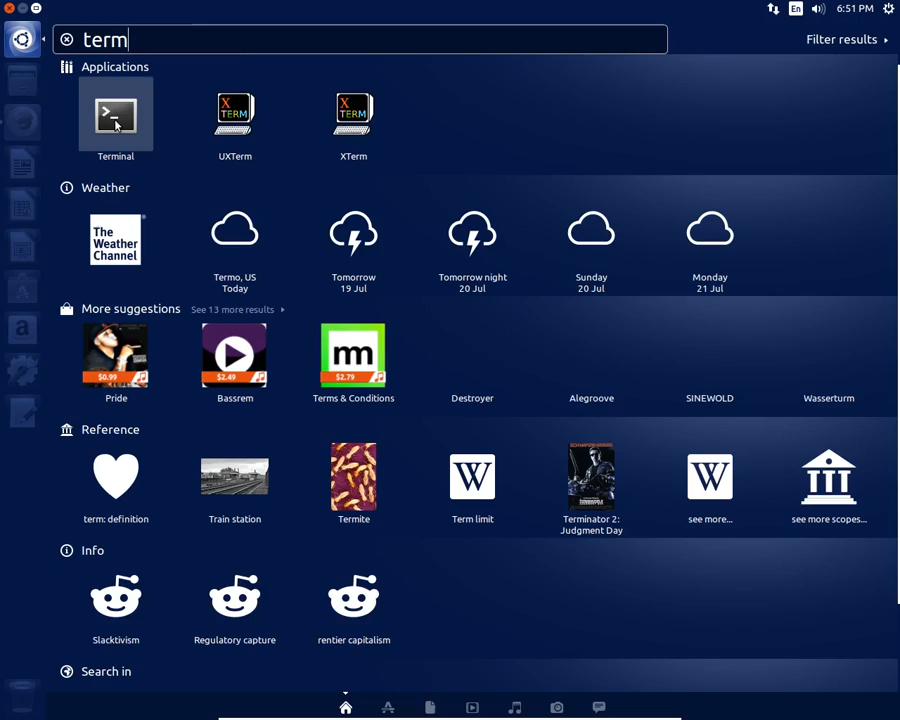 En
6:51 PM
term
Filter results
Applications
>_
X
TERM
X
TERM
Terminal
UXTerm
XTerm
Weather
The
Weather
Channel
Termo, US
Today
Tomorrow
19 Jul
Tomorrow night
20 Jul
Sunday
20 Jul
Monday
21 Jul
More suggestions
See 13 more results
$0.99
$2.49
m
$2.79
Pride
Bassrem
Terms & Conditions
Destroyer
Alegroove
SINEWOLD
Wasserturm
a
Reference
W
W
term: definition
Train station
Termite
Term limit
Terminator 2:
Judgment Day
see more...
see more scopes...
Info
Slacktivism
Regulatory capture
rentier capitalism
Search in